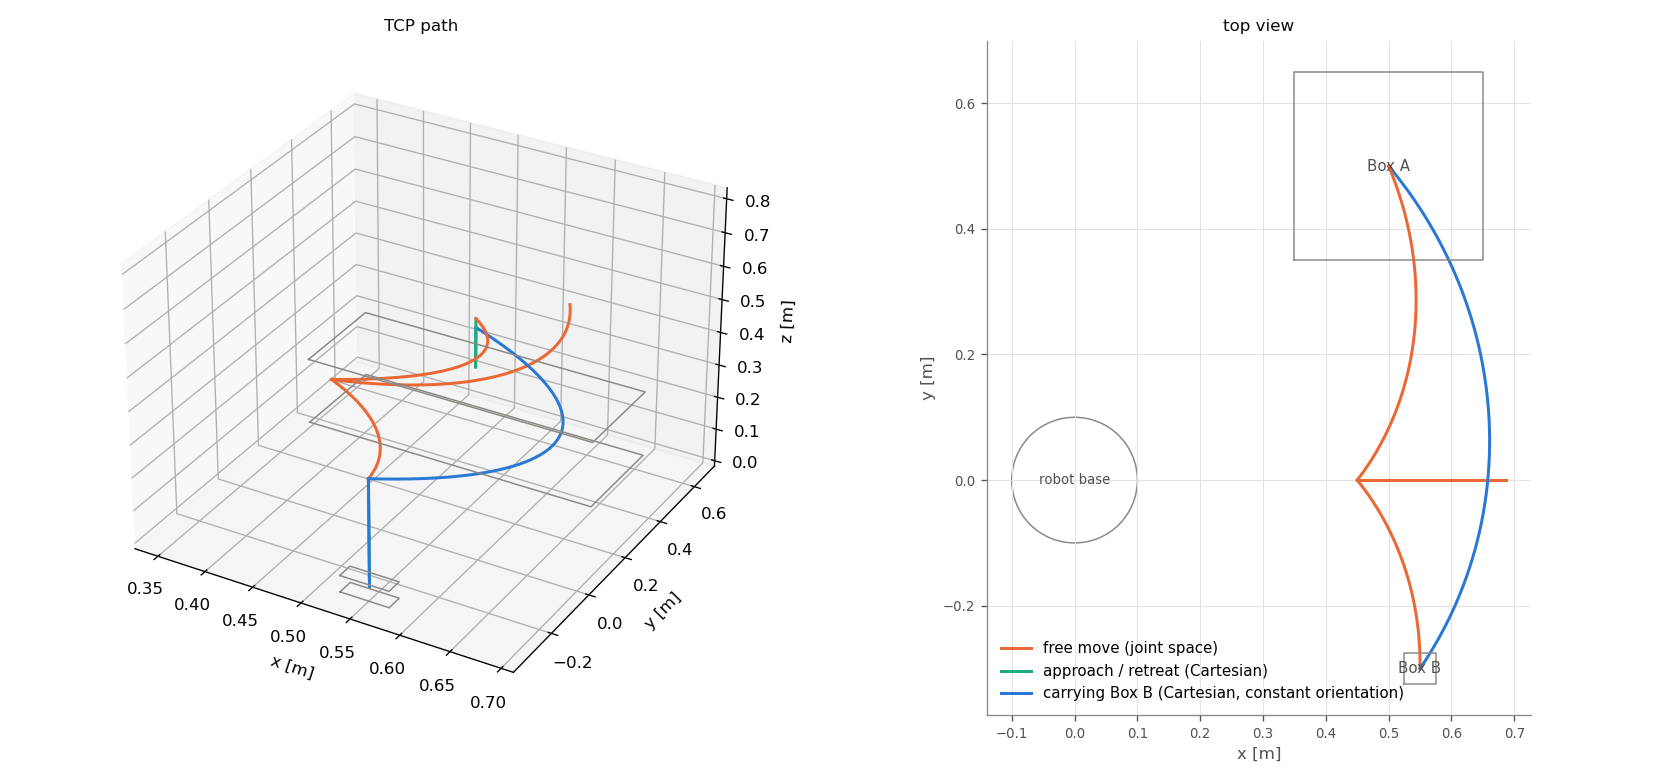 TCP path
0.8
0.7
0.6
0.5
0.4
0.3
0.2
0.1
0.0
z [m]
0.35
0.40
0.45
0.50
0.55
0.60
0.65
0.70
x [m]
−0.2
0.0
0.2
0.4
0.6
y [m]
top view
0.6
0.4
0.2
0.0
−0.2
y [m]
Box A
robot base
Box B
free move (joint space)
approach / retreat (Cartesian)
carrying Box B (Cartesian, constant orientation)
−0.1
0.0
0.1
0.2
0.3
0.4
0.5
0.6
0.7
x [m]